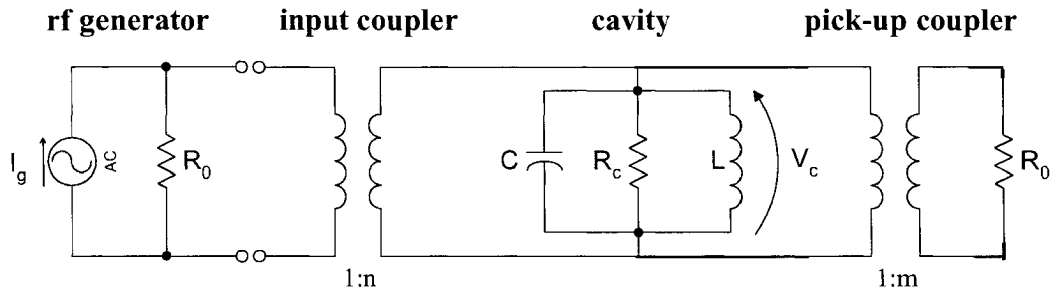 rf generator input coupler cavity pick-up coupler
I_g AC R_0 C R_c L V_c R_0
1:n 1:m